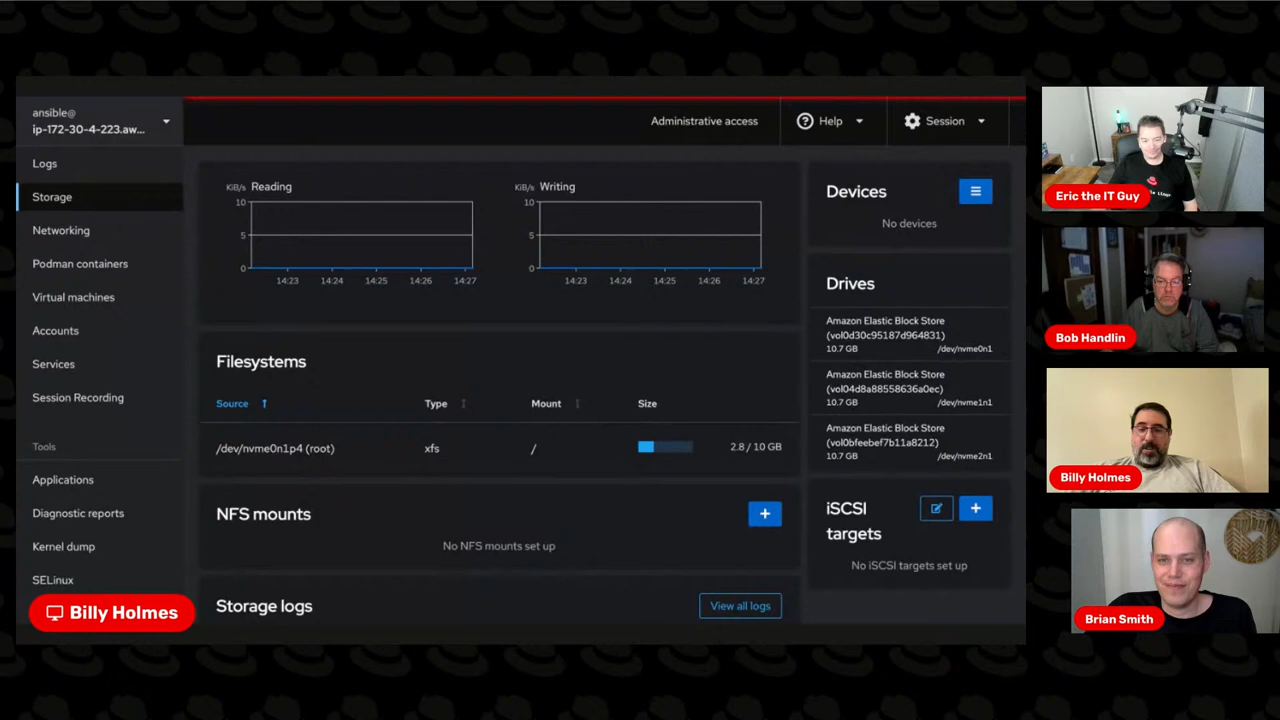 ansible@
ip-172-30-4-223.aw...
Administrative access
Help
Session
Logs
Storage
Networking
Podman containers
Virtual machines
Accounts
Services
Session Recording
Tools
Applications
Diagnostic reports
Kernel dump
SELinux
Billy Holmes
KiB/s Reading
10
5
0
14:23 14:24 14:25 14:26 14:27
KiB/s Writing
10
5
0
14:23 14:24 14:25 14:26 14:27
Filesystems
Source Type Mount Size
/dev/nvme0n1p4 (root) xfs / 2.8 / 10 GB
NFS mounts
No NFS mounts set up
Storage logs
View all logs
Devices
No devices
Drives
Amazon Elastic Block Store
(vol0d30c95187d964831)
10.7 GB /dev/nvme0n1
Amazon Elastic Block Store
(vol04d8a88558636a0ec)
10.7 GB /dev/nvme1n1
Amazon Elastic Block Store
(vol0bfeebef7b11a8212)
10.7 GB /dev/nvme2n1
iSCSI
targets
No iSCSI targets set up
Eric the IT Guy
Bob Handlin
Billy Holmes
Brian Smith